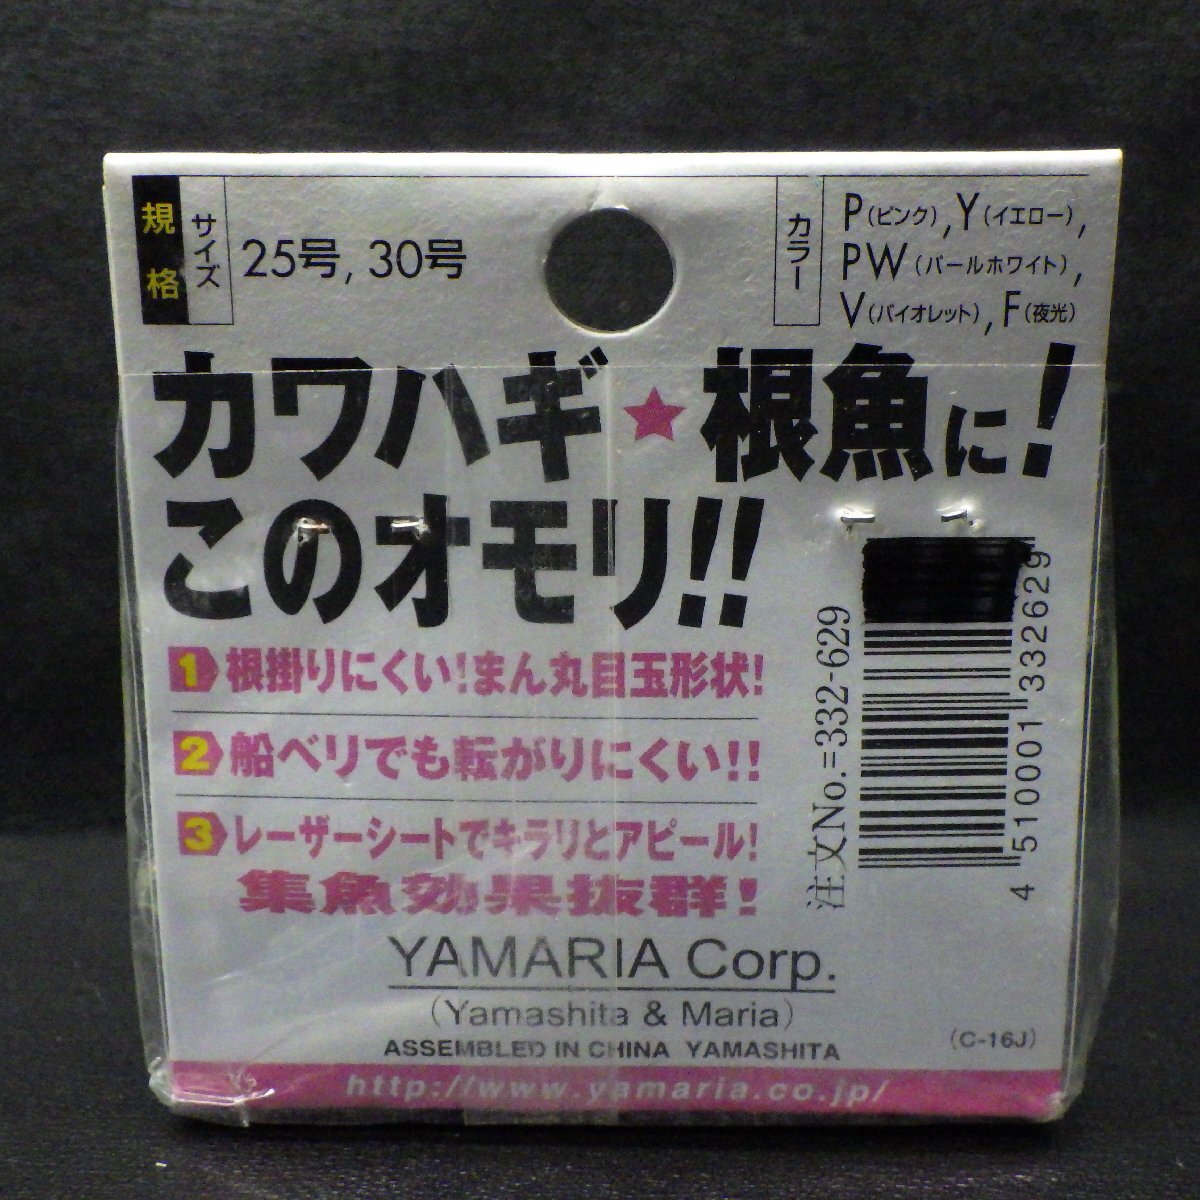 規格
サイズ
25号, 30号
カラー
P(ピンク), Y(イエロー),
PW(パールホワイト),
V(バイオレット), F(夜光)
カワハギ★根魚に!
このオモリ!!
1 根掛りにくい!まん丸目玉形状!
2 船ベリでも転がりにくい!!
3 レーザーシートでキラリとアピール!
集魚効果抜群!
注文No.=332-629
4 510001 332629
YAMARIA Corp.
(Yamashita & Maria)
ASSEMBLED IN CHINA YAMASHITA
(C-16J)
http://www.yamaria.co.jp/